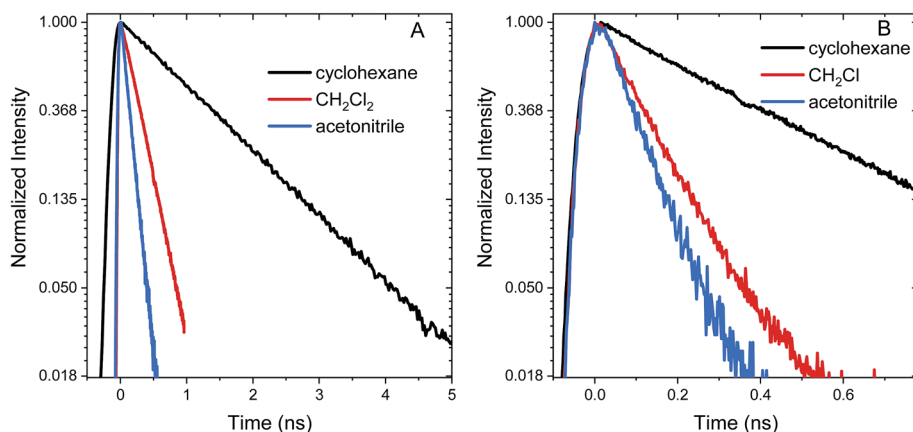 A
cyclohexane
CH₂Cl₂
acetonitrile
1.000
0.368
0.135
0.050
0.018
Normalized Intensity
0 1 2 3 4 5
Time (ns)
B
cyclohexane
CH₂Cl
acetonitrile
1.000
0.368
0.135
0.050
0.018
Normalized Intensity
0.0 0.2 0.4 0.6
Time (ns)